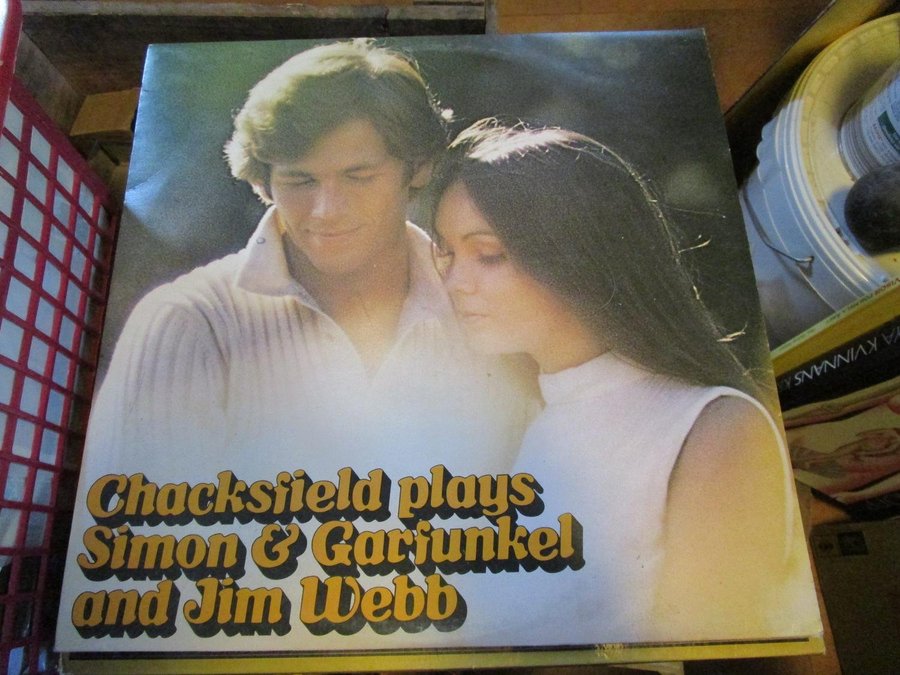 Chacksfield plays
Simon & Garfunkel
and Jim Webb
KVINNANS